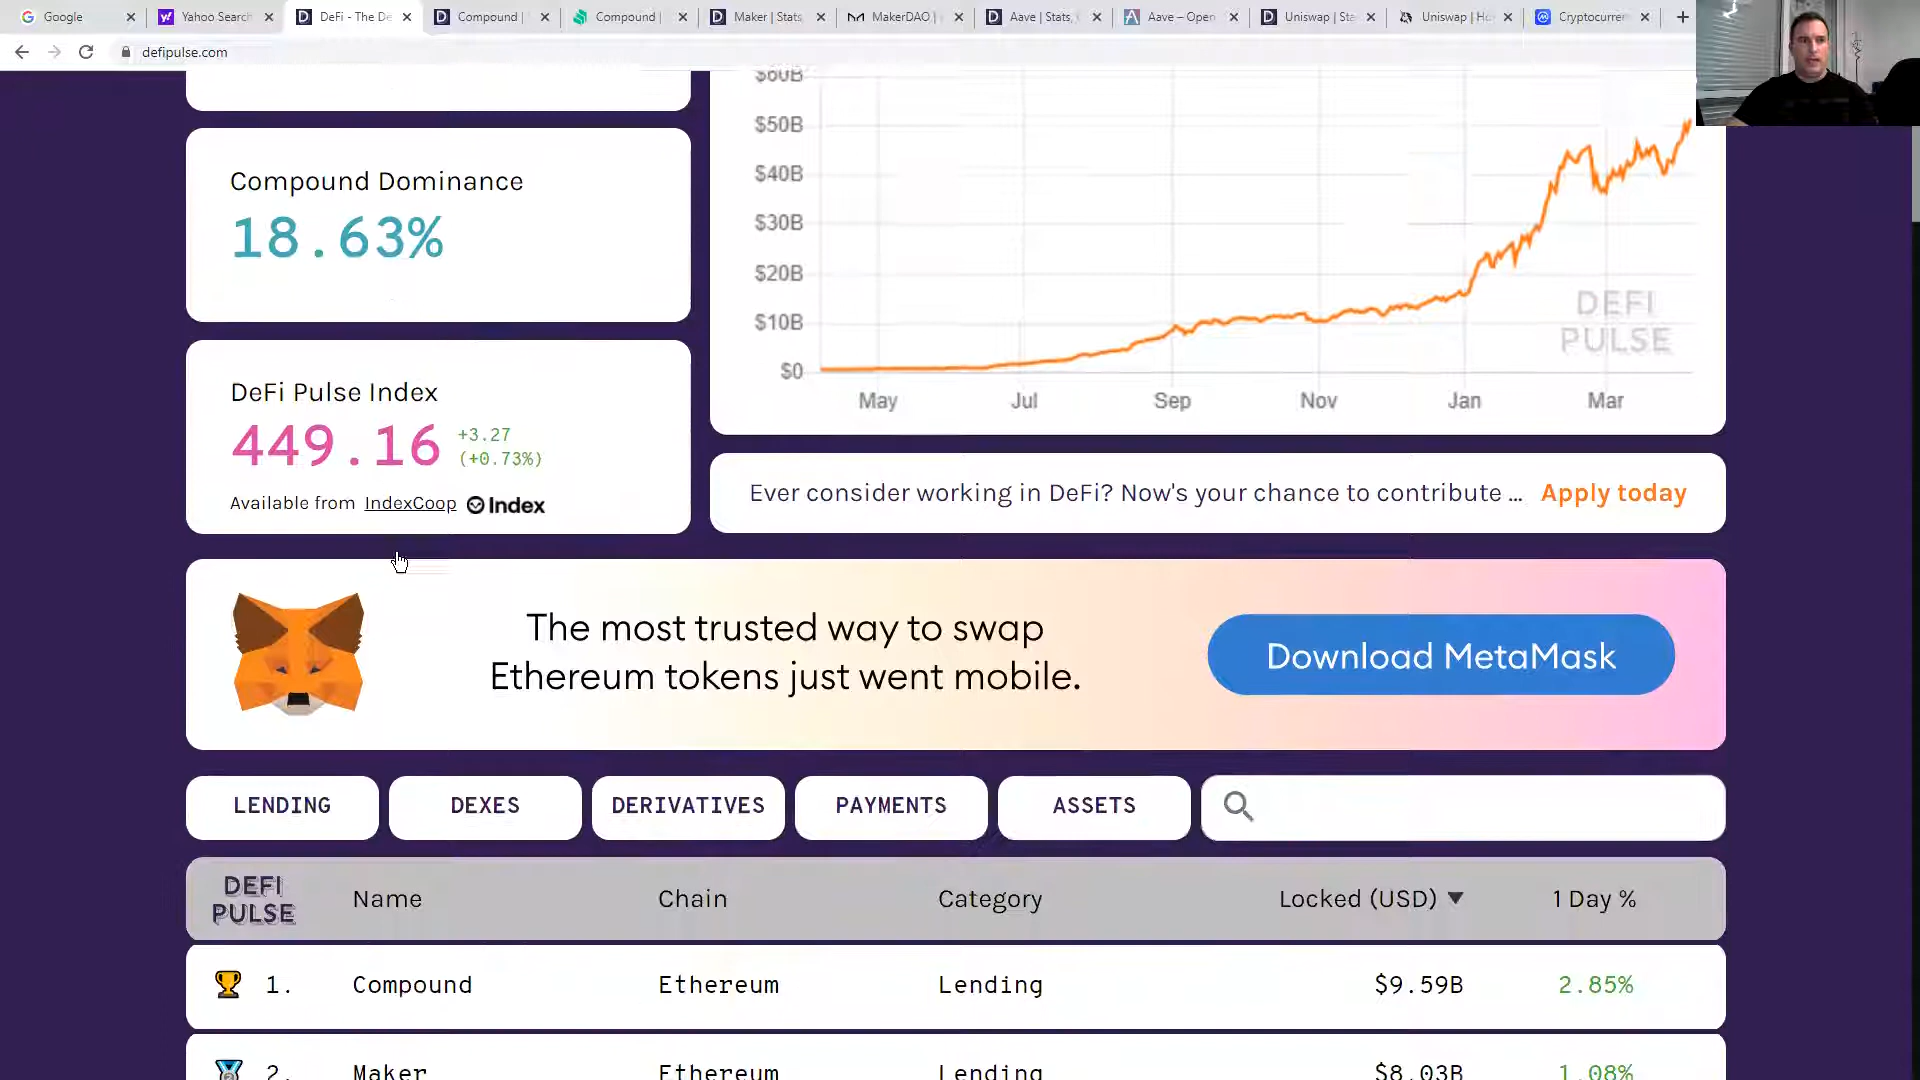 Google
Yahoo Search
DeFi - The De
Compound |
Compound |
Maker | Stats
MakerDAO |
Aave | Stats,
Aave – Open
Uniswap | Sta
Uniswap | Ho
Cryptocurren
defipulse.com
Compound Dominance
18.63%
DeFi Pulse Index
449.16
+3.27
(+0.73%)
Available from IndexCoop Index
$60B
$50B
$40B
$30B
$20B
$10B
$0
May Jul Sep Nov Jan Mar
DEFI
PULSE
Ever consider working in DeFi? Now's your chance to contribute ... Apply today
The most trusted way to swap
Ethereum tokens just went mobile.
Download MetaMask
LENDING DEXES DERIVATIVES PAYMENTS ASSETS
DEFI
PULSE
Name Chain Category Locked (USD) ▼ 1 Day %
1. Compound Ethereum Lending $9.59B 2.85%
2. Maker Ethereum Lending $8.03B 1.08%